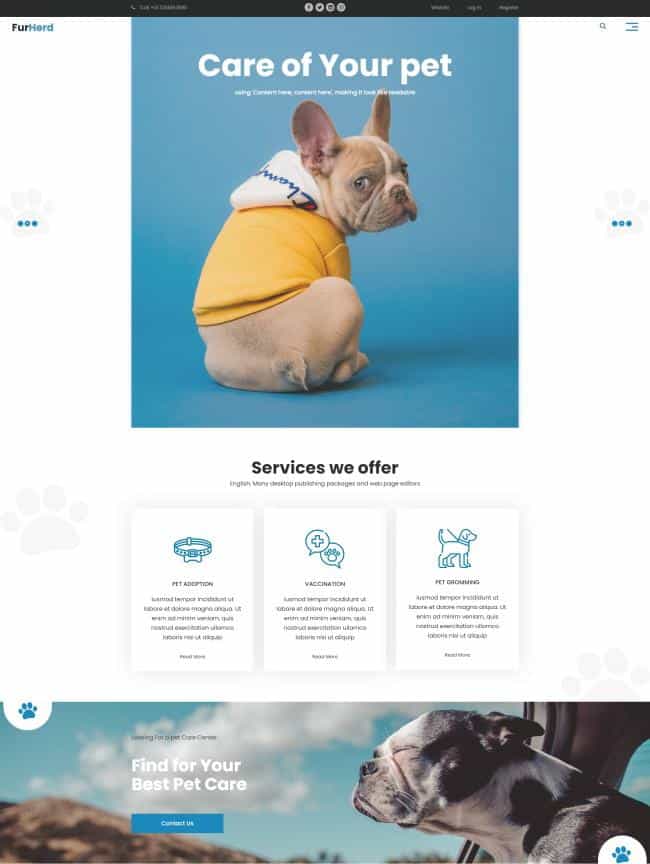 Log In
Register
FurHerd
Care of Your pet
using 'Content here, content here', making it look like readable
Champ
Services we offer
English. Many desktop publishing packages and web page editors
PET ADOPTION
VACCINATION
PET GROMMING
Iusmod tempor incididunt ut
labore et dolore magna aliqua. Ut
enim ad minim veniam, quis
nostrud exercitation ullamco
laboris nisi ut aliquip
Read More
Iusmod tempor incididunt ut
labore et dolore magna aliqua. Ut
enim ad minim veniam, quis
nostrud exercitation ullamco
laboris nisi ut aliquip
Read More
Iusmod tempor incididunt ut
labore et dolore magna aliqua. Ut
enim ad minim veniam, quis
nostrud exercitation ullamco
laboris nisi ut aliquip
Read More
Looking For a pet Care Center
Find for Your
Best Pet Care
Contact Us